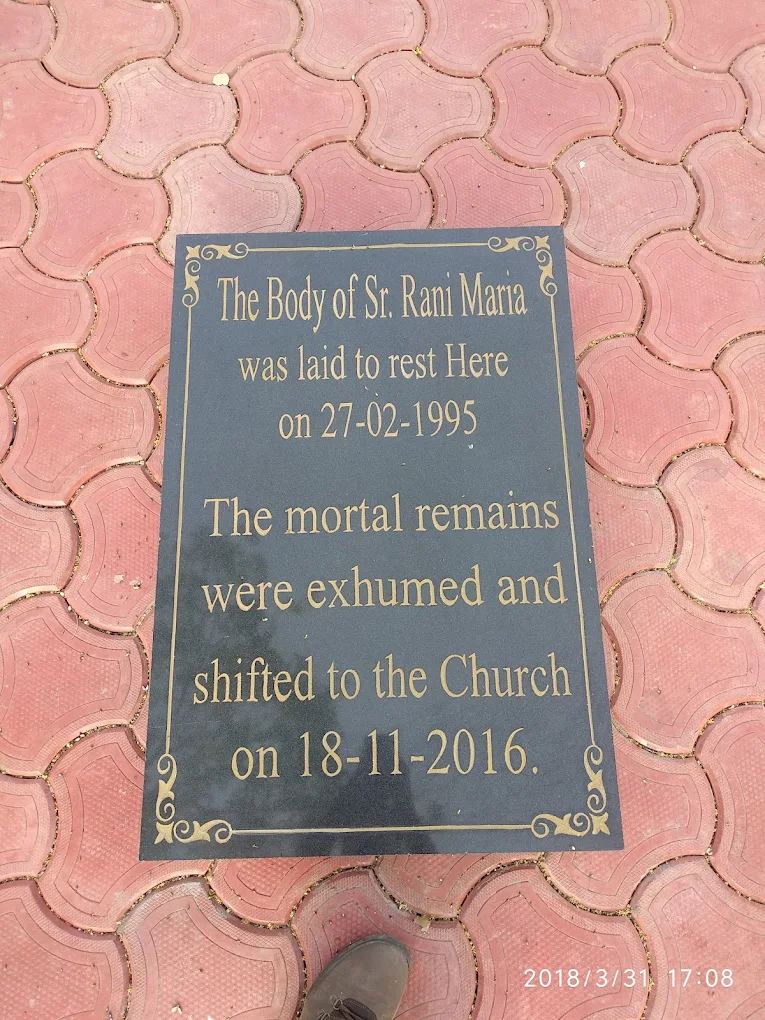 The Body of Sr. Rani Maria
was laid to rest Here
on 27-02-1995
The mortal remains
were exhumed and
shifted to the Church
on 18-11-2016.
2018/3/31 17:08